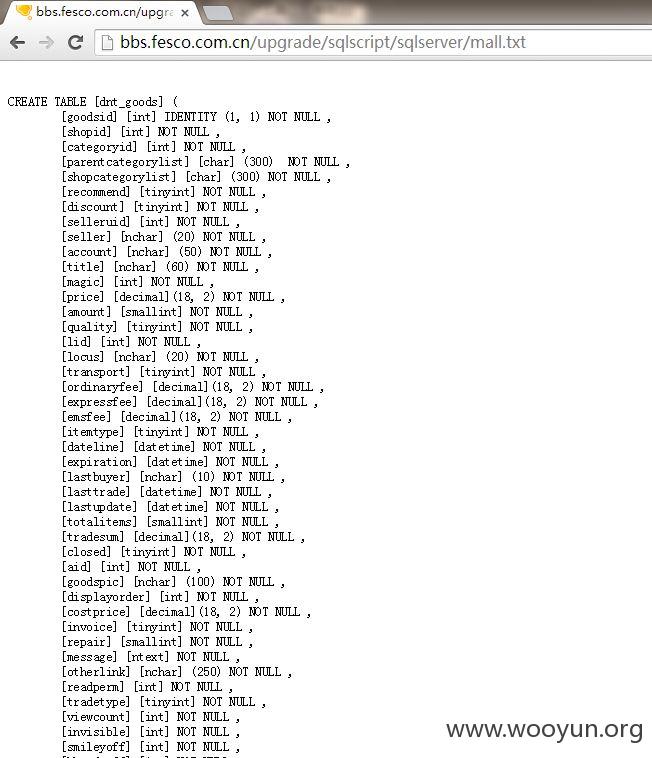 bbs.fesco.com.cn/upgra
bbs.fesco.com.cn/upgrade/sqlscript/sqlserver/mall.txt
CREATE TABLE [dnt_goods] (
[goodsid] [int] IDENTITY (1, 1) NOT NULL ,
[shopid] [int] NOT NULL ,
[categoryid] [int] NOT NULL ,
[parentcategorylist] [char] (300)  NOT NULL ,
[shopcategorylist] [char] (300) NOT NULL ,
[recommend] [tinyint] NOT NULL ,
[discount] [tinyint] NOT NULL ,
[selleruid] [int] NOT NULL ,
[seller] [nchar] (20) NOT NULL ,
[account] [nchar] (50) NOT NULL ,
[title] [nchar] (60) NOT NULL ,
[magic] [int] NOT NULL ,
[price] [decimal](18, 2) NOT NULL ,
[amount] [smallint] NOT NULL ,
[quality] [tinyint] NOT NULL ,
[lid] [int] NOT NULL ,
[locus] [nchar] (20) NOT NULL ,
[transport] [tinyint] NOT NULL ,
[ordinaryfee] [decimal](18, 2) NOT NULL ,
[expressfee] [decimal](18, 2) NOT NULL ,
[emsfee] [decimal](18, 2) NOT NULL ,
[itemtype] [tinyint] NOT NULL ,
[dateline] [datetime] NOT NULL ,
[expiration] [datetime] NOT NULL ,
[lastbuyer] [nchar] (10) NOT NULL ,
[lasttrade] [datetime] NOT NULL ,
[lastupdate] [datetime] NOT NULL ,
[totalitems] [smallint] NOT NULL ,
[tradesum] [decimal](18, 2) NOT NULL ,
[closed] [tinyint] NOT NULL ,
[aid] [int] NOT NULL ,
[goodspic] [nchar] (100) NOT NULL ,
[displayorder] [int] NOT NULL ,
[costprice] [decimal](18, 2) NOT NULL ,
[invoice] [tinyint] NOT NULL ,
[repair] [smallint] NOT NULL ,
[message] [ntext] NOT NULL ,
[otherlink] [nchar] (250) NOT NULL ,
[readperm] [int] NOT NULL ,
[tradetype] [tinyint] NOT NULL ,
[viewcount] [int] NOT NULL ,
[invisible] [int] NOT NULL ,
[smileyoff] [int] NOT NULL ,
www.wooyun.org